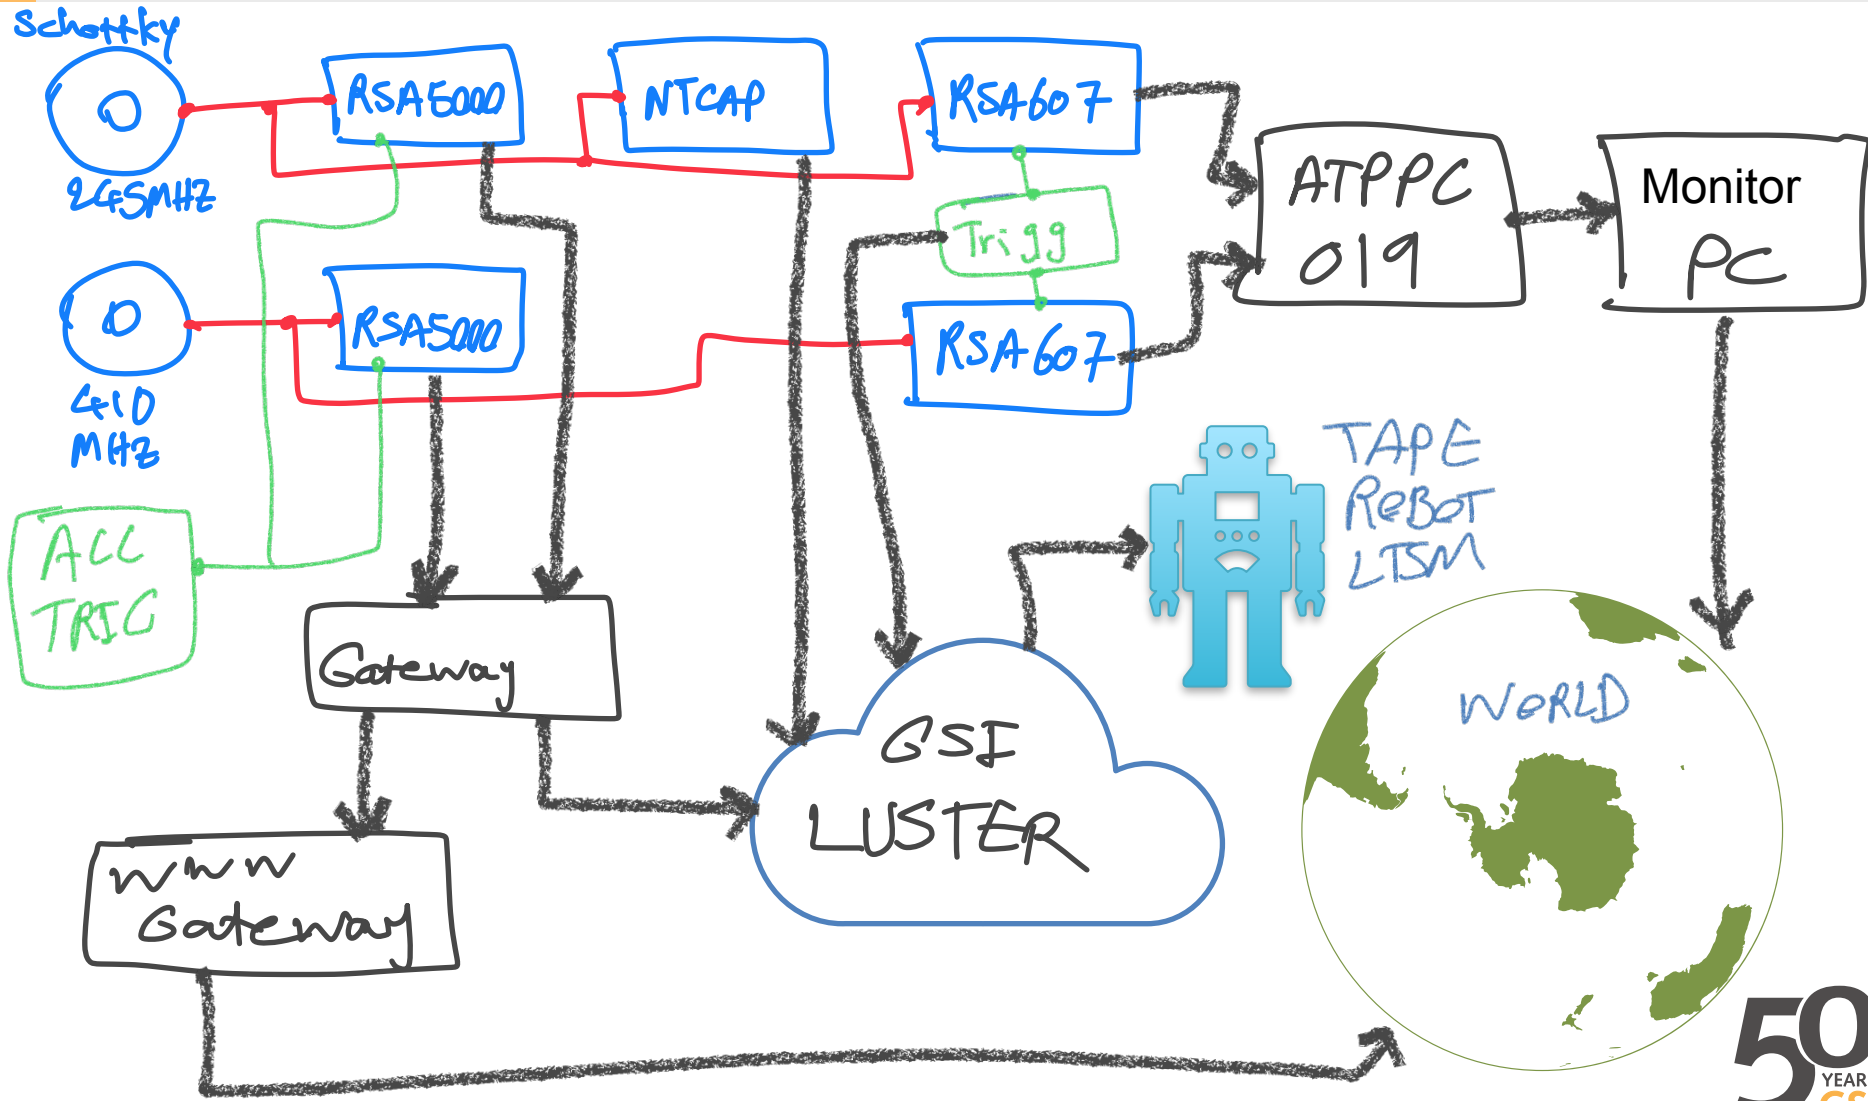 Schottky
RSA5000
NTCAP
RSA607
245MHZ
ATPPC
019
Monitor
PC
Trigg
410
MHZ
RSA5000
RSA607
TAPE
ROBOT
LTSM
ACC
TRIG
Gateway
WORLD
GSI
LUSTER
WWW
Gateway
50
YEAR
GS